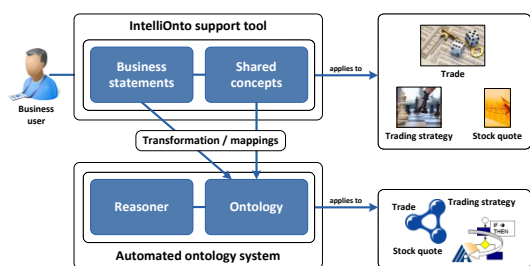 IntelliOnto support tool
Business
statements
Shared
concepts
applies to
Trade
Trading strategy
Stock quote
Business
user
Transformation / mappings
Reasoner
Ontology
applies to
Automated ontology system
Trade
Trading strategy
IF
THEN
Stock quote